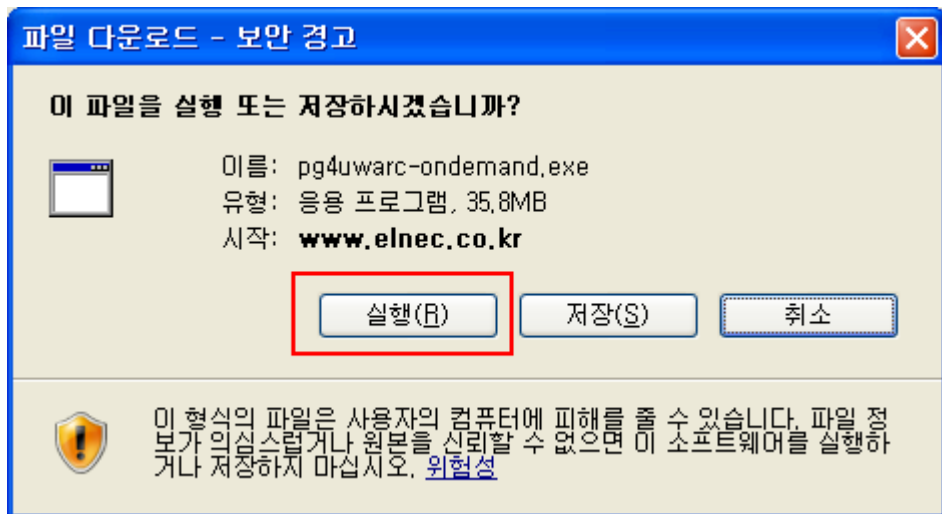 파일 다운로드 - 보안 경고
이 파일을 실행 또는 저장하시겠습니까?
이름: pg4uwarc-ondemand.exe
유형: 응용 프로그램, 35.8MB
시작: www.elnec.co.kr
실행(R) 저장(S) 취소
이 형식의 파일은 사용자의 컴퓨터에 피해를 줄 수 있습니다. 파일 정
보가 의심스럽거나 원본을 신뢰할 수 없으면 이 소프트웨어를 실행하
거나 저장하지 마십시오. 위험성